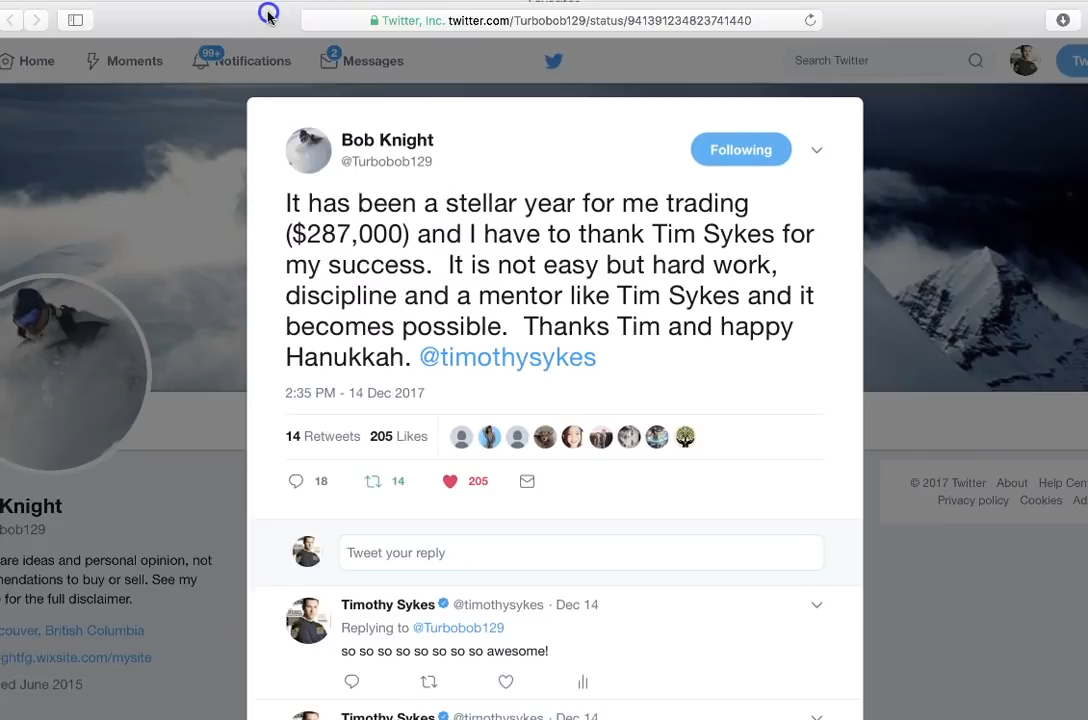 Twitter, Inc. twitter.com/Turbobob129/status/941391234823741440
Home Moments 99+ Notifications 2 Messages Search Twitter
Bob Knight
@Turbobob129
Following
It has been a stellar year for me trading
($287,000) and I have to thank Tim Sykes for
my success. It is not easy but hard work,
discipline and a mentor like Tim Sykes and it
becomes possible. Thanks Tim and happy
Hanukkah. @timothysykes
2:35 PM - 14 Dec 2017
14 Retweets 205 Likes
18 14 205
Tweet your reply
Timothy Sykes @timothysykes · Dec 14
Replying to @Turbobob129
so so so so so so so so awesome!
Timothy Sykes @timothysykes · Dec 14
Knight
bob129
are ideas and personal opinion, not
mendations to buy or sell. See my
for the full disclaimer.
couver, British Columbia
ghtfg.wixsite.com/mysite
ed June 2015
© 2017 Twitter About Help Cen
Privacy policy Cookies Ad